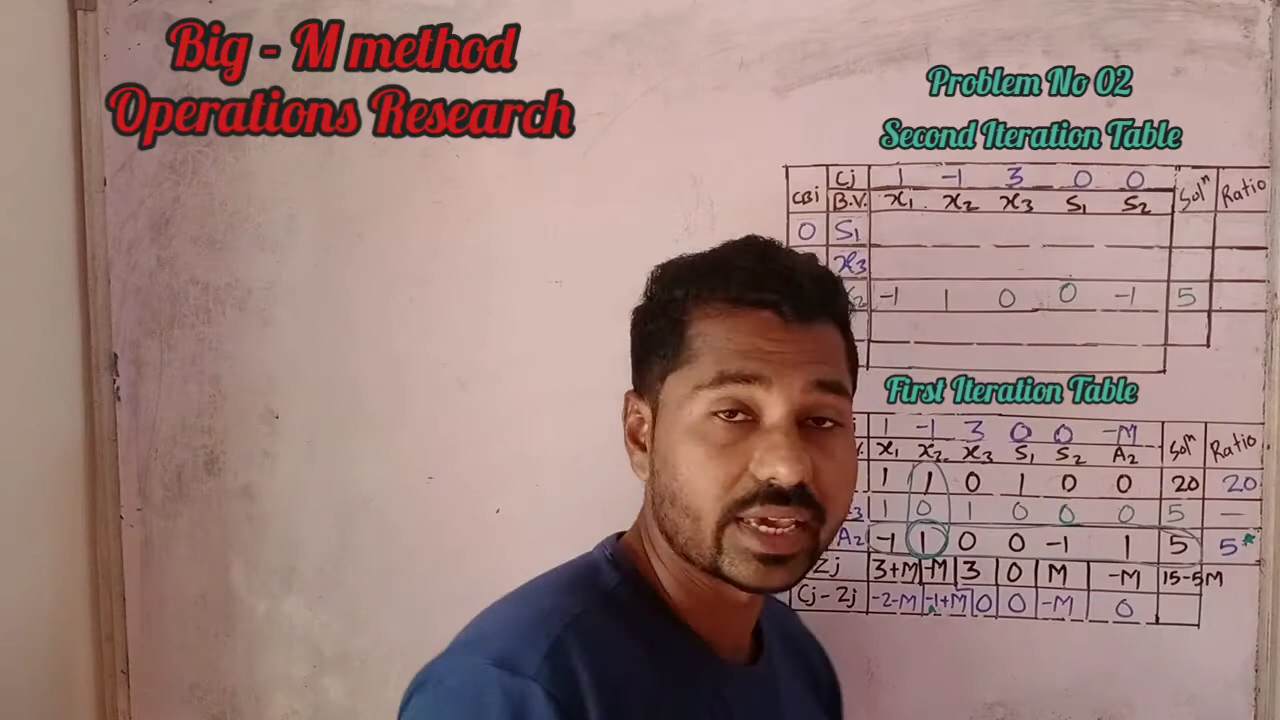 Big - M method
Operations Research
Problem No 02
Second Iteration Table
CBi Cj 1 -1 3 0 0 Solⁿ Ratio
B.V. x₁ x₂ x₃ S₁ S₂
0 S₁
x₃
x₂ -1 1 0 0 -1 5
First Iteration Table
1 -1 3 0 0 -M Solⁿ Ratio
x₁ x₂ x₃ S₁ S₂ A₂
1 1 0 1 0 0 20 20
1 0 1 0 0 0 5 —
A₂ -1 1 0 0 -1 1 5 5*
Zj 3+M -M 3 0 M -M 15-5M
Cj - Zj -2-M -1+M 0 0 -M 0